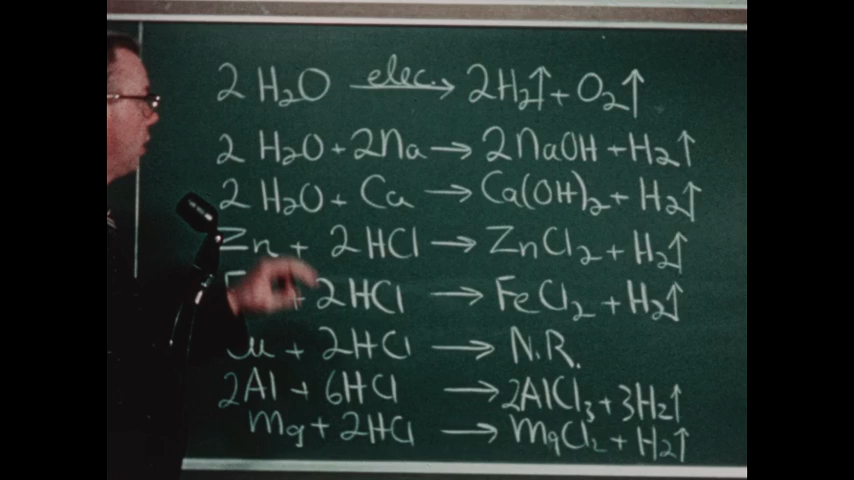 2 H₂O elec. → 2H₂↑ + O₂↑
2 H₂O + 2Na → 2NaOH + H₂↑
2 H₂O + Ca → Ca(OH)₂ + H₂↑
Zn + 2HCl → ZnCl₂ + H₂↑
+ 2HCl → FeCl₂ + H₂↑
+ 2HCl → N.R.
2Al + 6HCl → 2AlCl₃ + 3H₂↑
Mg + 2HCl → MgCl₂ + H₂↑